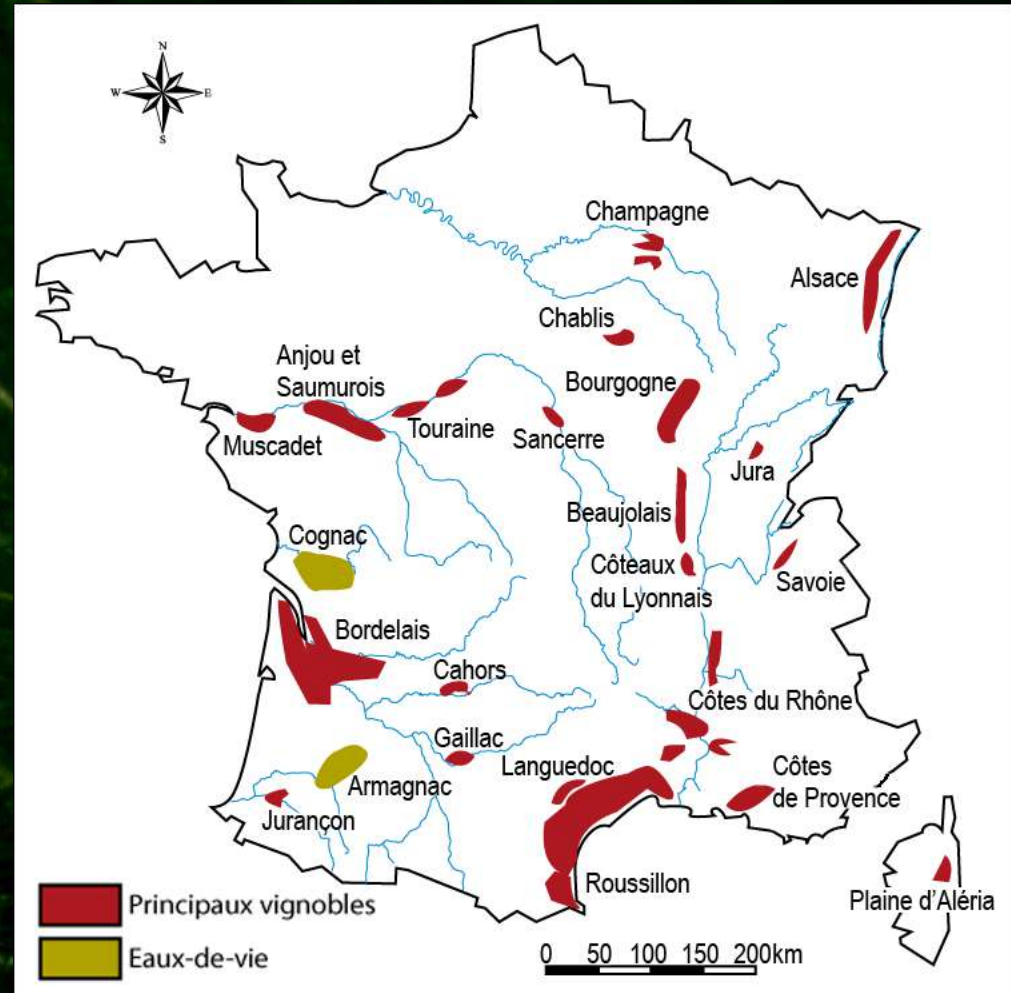 N
W E
S
Champagne
Alsace
Chablis
Anjou et
Saumurois
Bourgogne
Muscadet
Touraine
Sancerre
Jura
Beaujolais
Cognac
Côteaux
du Lyonnais
Savoie
Bordelais
Cahors
Côtes du Rhône
Gaillac
Languedoc
Côtes
de Provence
Armagnac
Jurançon
Roussillon
Plaine d'Aléria
Principaux vignobles
Eaux-de-vie
0 50 100 150 200km